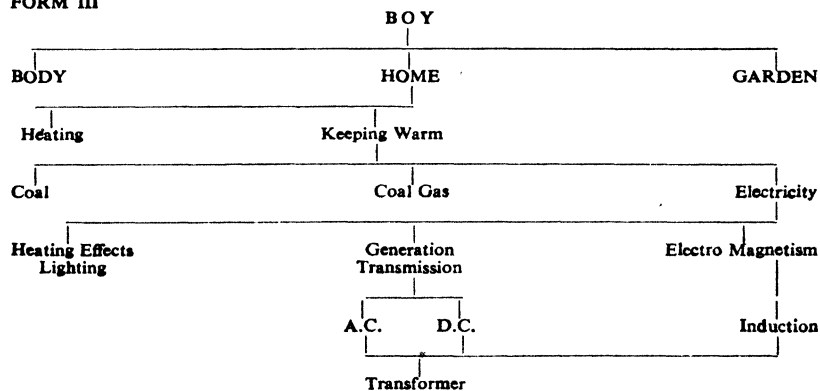 FORM III
BOY
BODY HOME GARDEN
Heating Keeping Warm
Coal Coal Gas Electricity
Heating Effects Generation Electro Magnetism
Lighting Transmission
A.C. D.C. Induction
Transformer